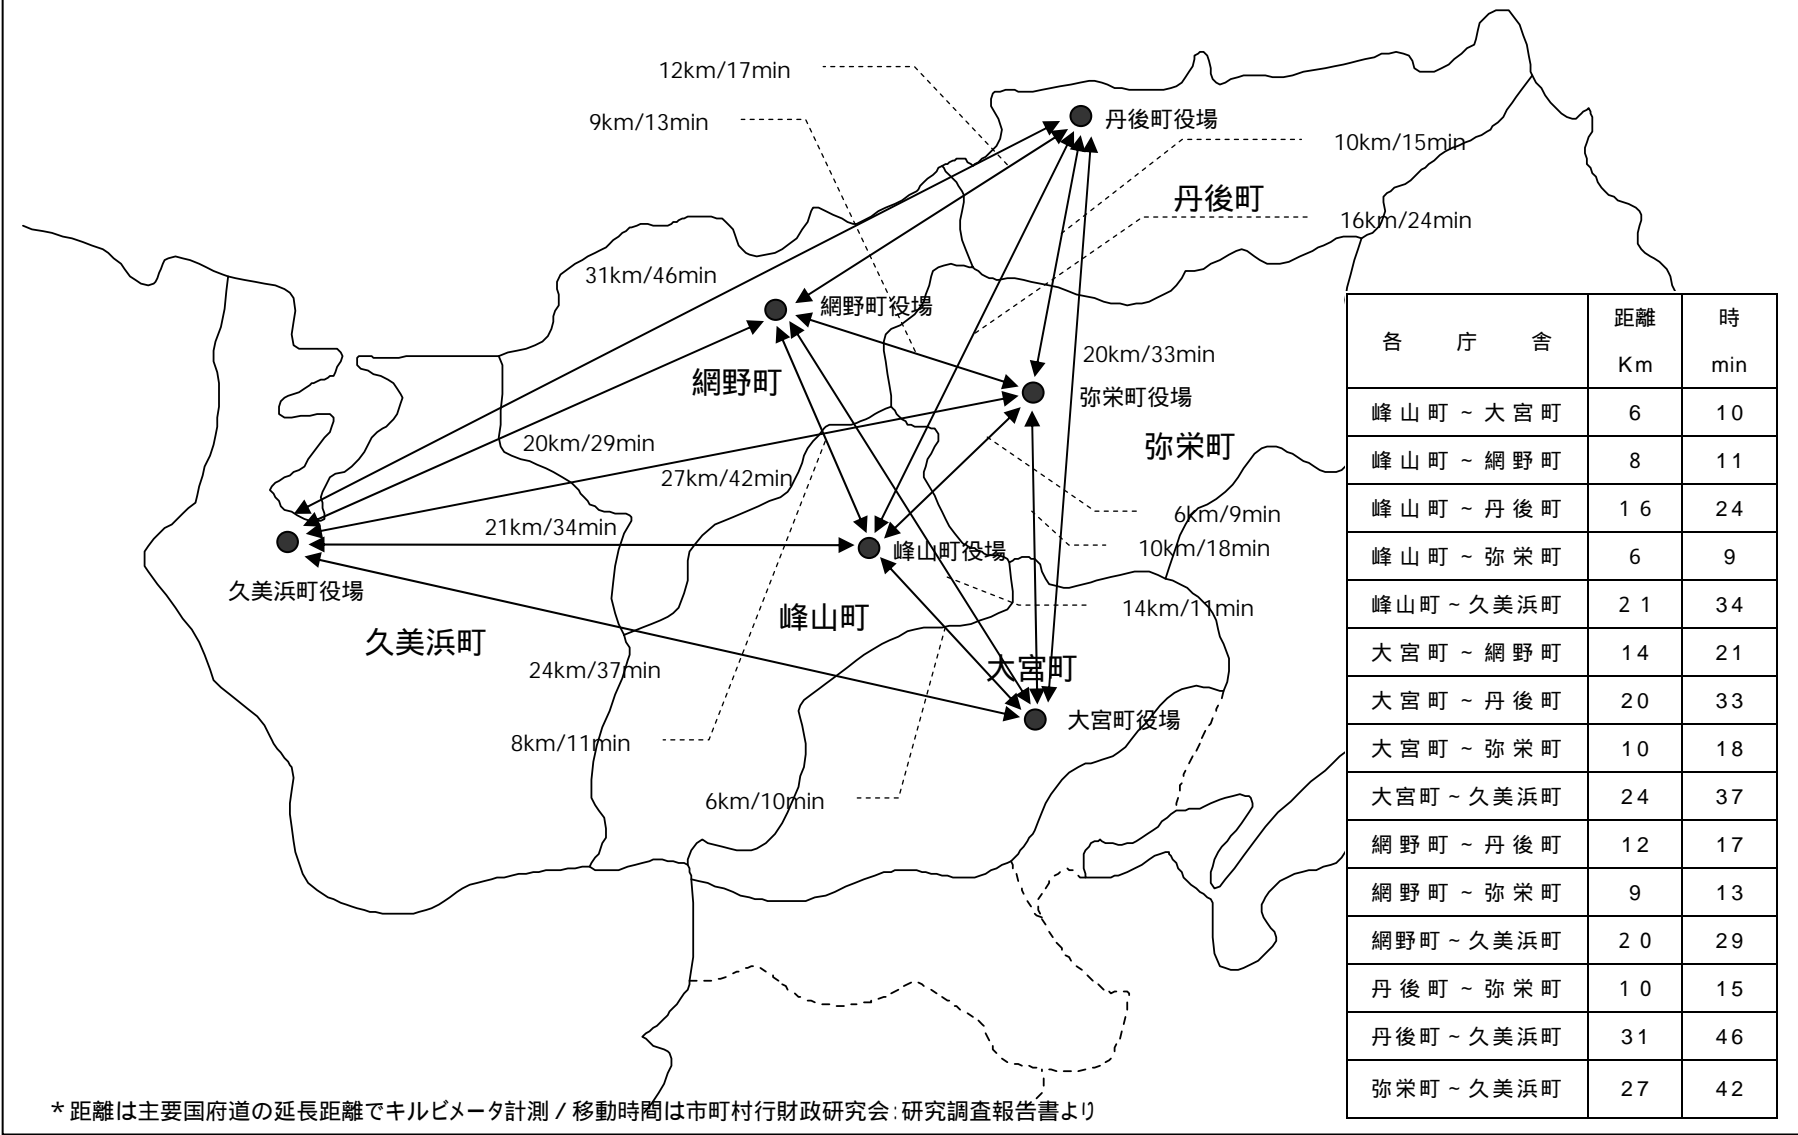 12km/17min
9km/13min
丹後町役場
10km/15min
丹後町
16km/24min
31km/46min
網野町役場
20km/33min
網野町
弥栄町役場
弥栄町
20km/29min
27km/42min
21km/34min
6km/9min
10km/18min
峰山町役場
久美浜町役場
14km/11min
峰山町
久美浜町
24km/37min
大宮町
大宮町役場
8km/11min
6km/10min
各庁舎 距離 Km 時 min
峰山町~大宮町 6 10
峰山町~網野町 8 11
峰山町~丹後町 16 24
峰山町~弥栄町 6 9
峰山町~久美浜町 21 34
大宮町~網野町 14 21
大宮町~丹後町 20 33
大宮町~弥栄町 10 18
大宮町~久美浜町 24 37
網野町~丹後町 12 17
網野町~弥栄町 9 13
網野町~久美浜町 20 29
丹後町~弥栄町 10 15
丹後町~久美浜町 31 46
弥栄町~久美浜町 27 42
*距離は主要国府道の延長距離でキルビメータ計測/移動時間は市町村行財政研究会:研究調査報告書より